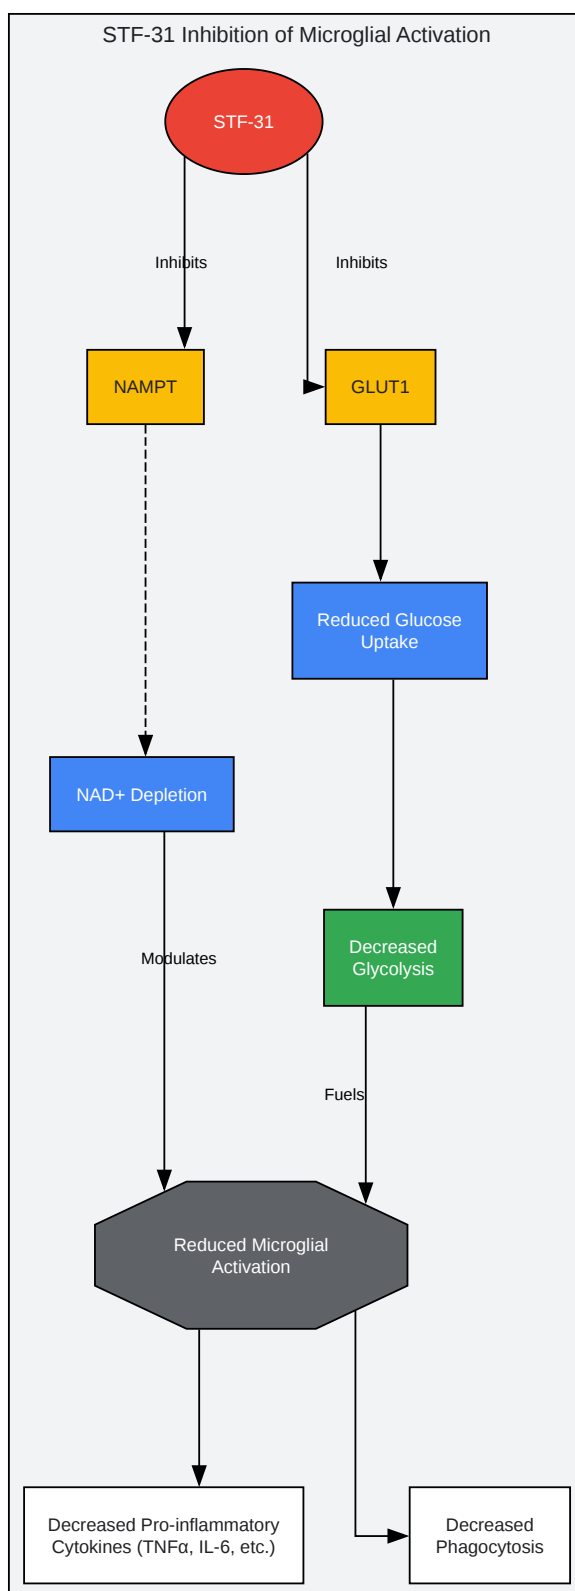 STF-31 Inhibition of Microglial Activation
STF-31
Inhibits
Inhibits
NAMPT
GLUT1
Reduced Glucose
Uptake
NAD+ Depletion
Decreased
Glycolysis
Modulates
Fuels
Reduced Microglial
Activation
Decreased Pro-inflammatory
Cytokines (TNFα, IL-6, etc.)
Decreased
Phagocytosis